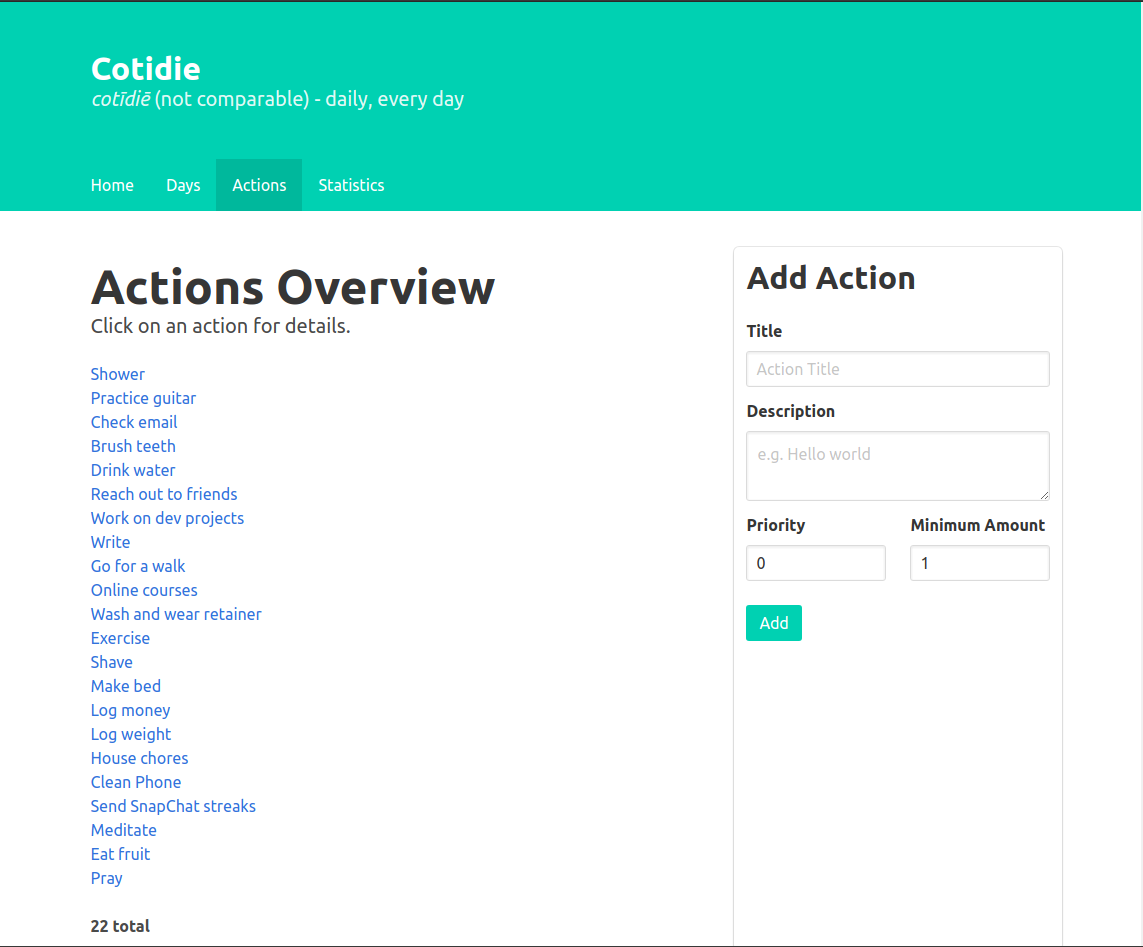 Cotidie
cotīdiē (not comparable) - daily, every day
Home Days Actions Statistics
Actions Overview
Click on an action for details.
Shower
Practice guitar
Check email
Brush teeth
Drink water
Reach out to friends
Work on dev projects
Write
Go for a walk
Online courses
Wash and wear retainer
Exercise
Shave
Make bed
Log money
Log weight
House chores
Clean Phone
Send SnapChat streaks
Meditate
Eat fruit
Pray
22 total
Add Action
Title
Action Title
Description
e.g. Hello world
Priority Minimum Amount
0 1
Add